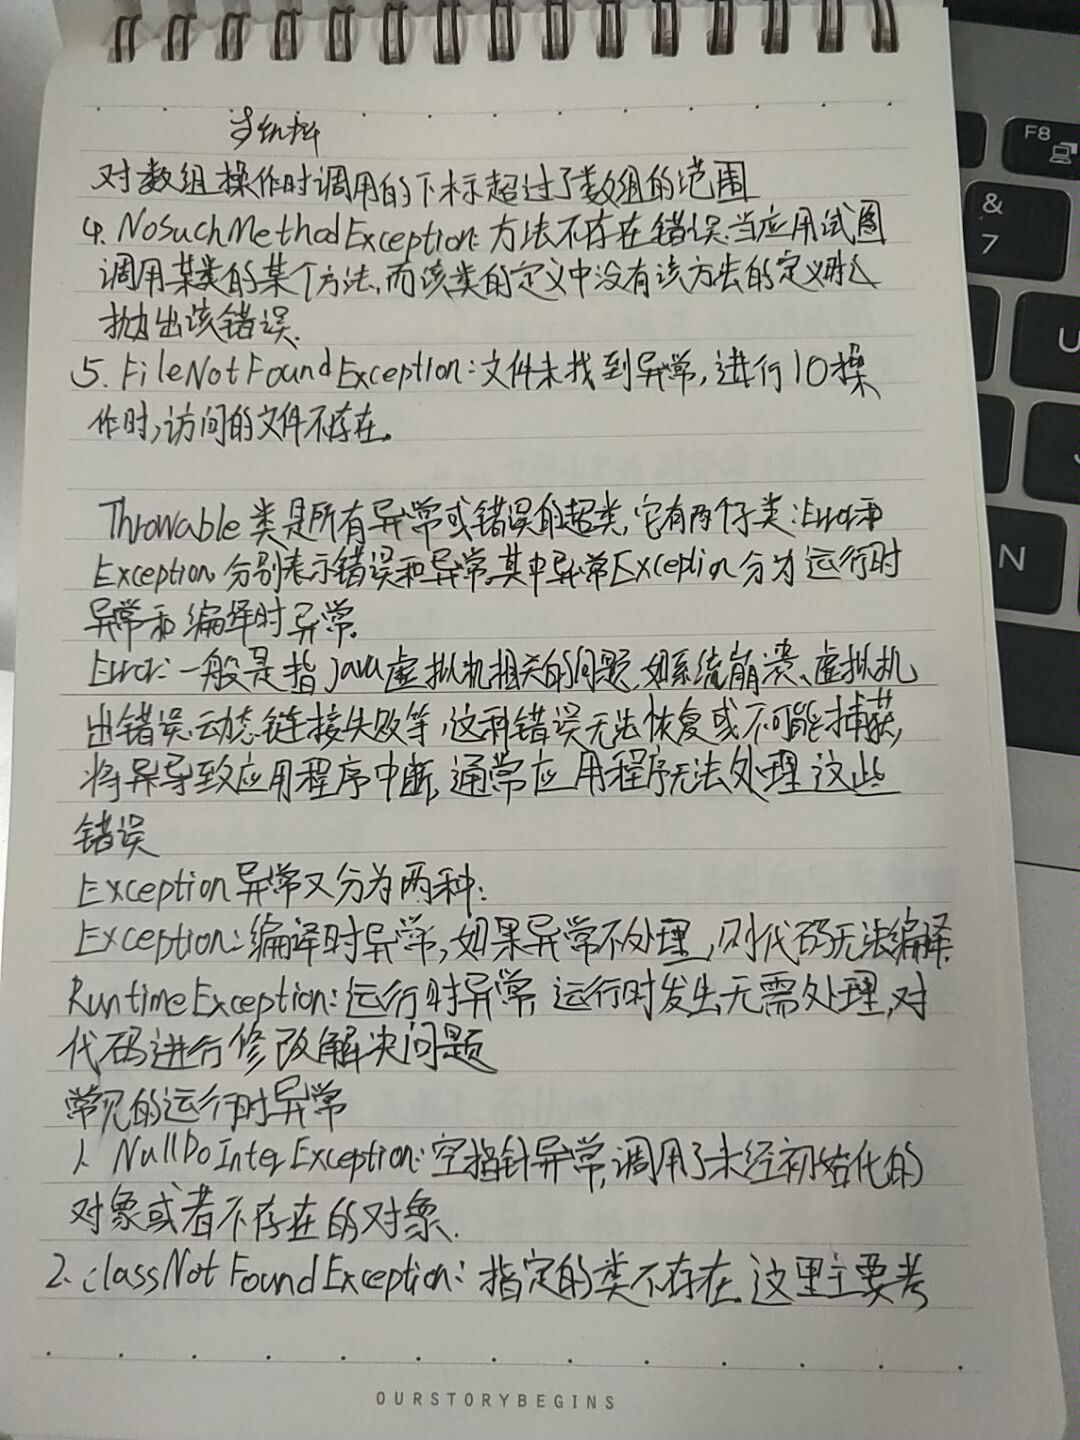 对数组操作时调用的下标超过了数组的范围
4. NoSuchMethodException: 方法不存在错误.当应用试图
调用某类的某个方法,而该类的定义中没有该方法的定义时
抛出该错误.
5. FileNotFoundException:文件未找到异常,进行IO操
作时,访问的文件不存在.
Throwable类是所有异常或错误的超类,它有两个子类:Error和
Exception,分别表示错误和异常.其中异常Exception分为运行时
异常和编译时异常.
Error:一般是指java虚拟机相关的问题,如系统崩溃、虚拟机
出错误、动态链接失败等,这种错误无法恢复或不可能捕获,
将异导致应用程序中断,通常应用程序无法处理这些
错误
Exception异常又分为两种:
Exception:编译时异常,如果异常不处理,则代码无法编译.
RuntimeException:运行时异常,运行时发生,无需处理,对
代码进行修改解决问题
常见的运行时异常
1. NullPoInterException:空指针异常,调用了未经初始化的
对象或者不存在的对象.
2. classNotFoundException:指定的类不存在.这里主要考
OURSTORYBEGINS
F8
&
7
U
J
N